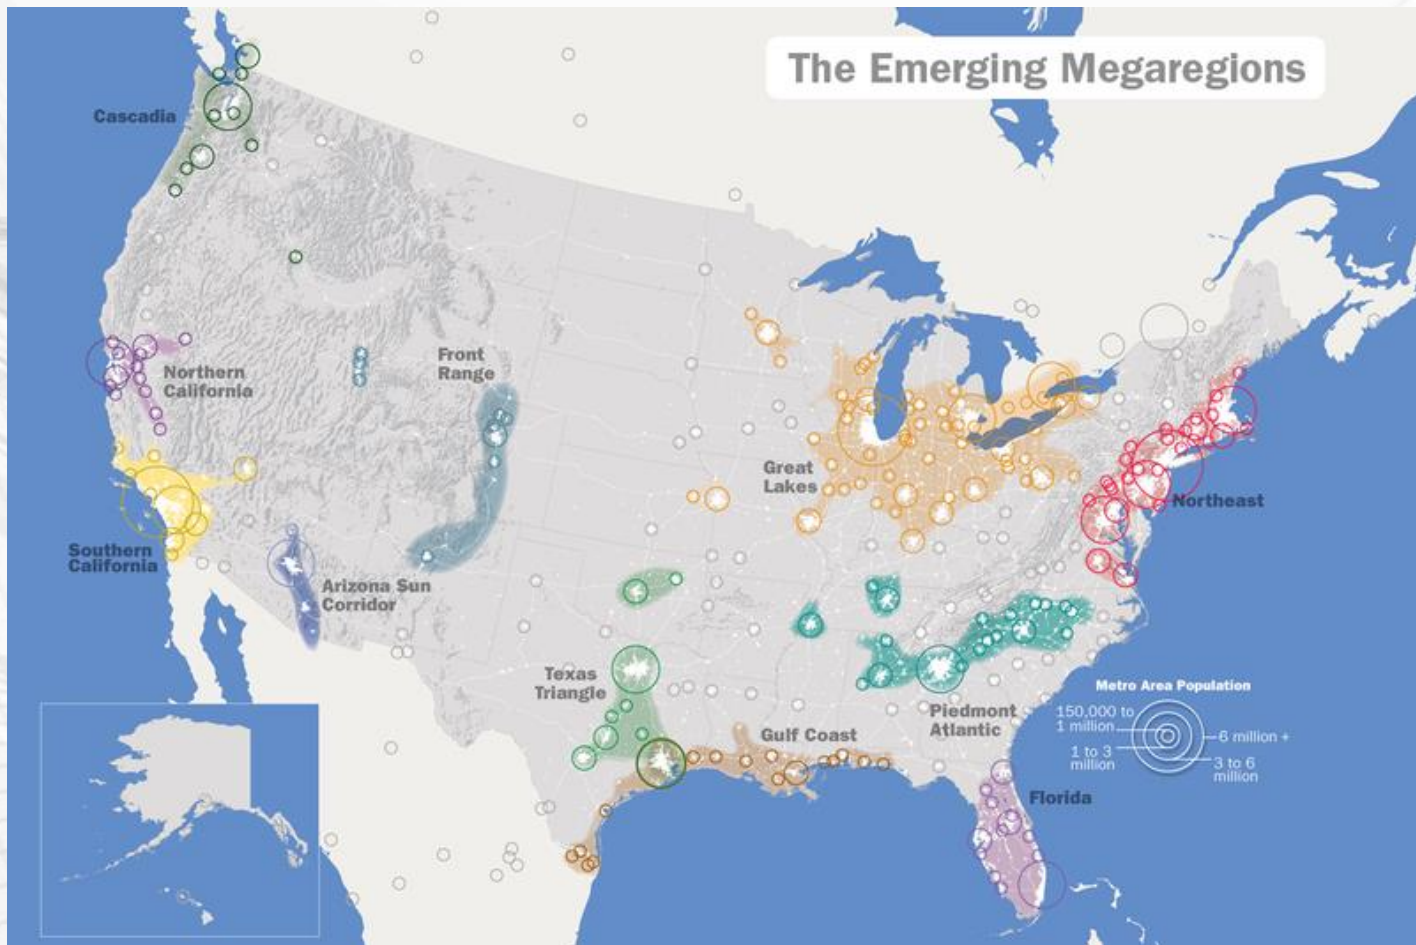 The Emerging Megaregions
Cascadia
Northern
California
Front
Range
Great
Lakes
Northeast
Southern
California
Arizona Sun
Corridor
Texas
Triangle
Gulf Coast
Piedmont
Atlantic
Florida
Metro Area Population
150,000 to
1 million
1 to 3
million
6 million +
3 to 6
million